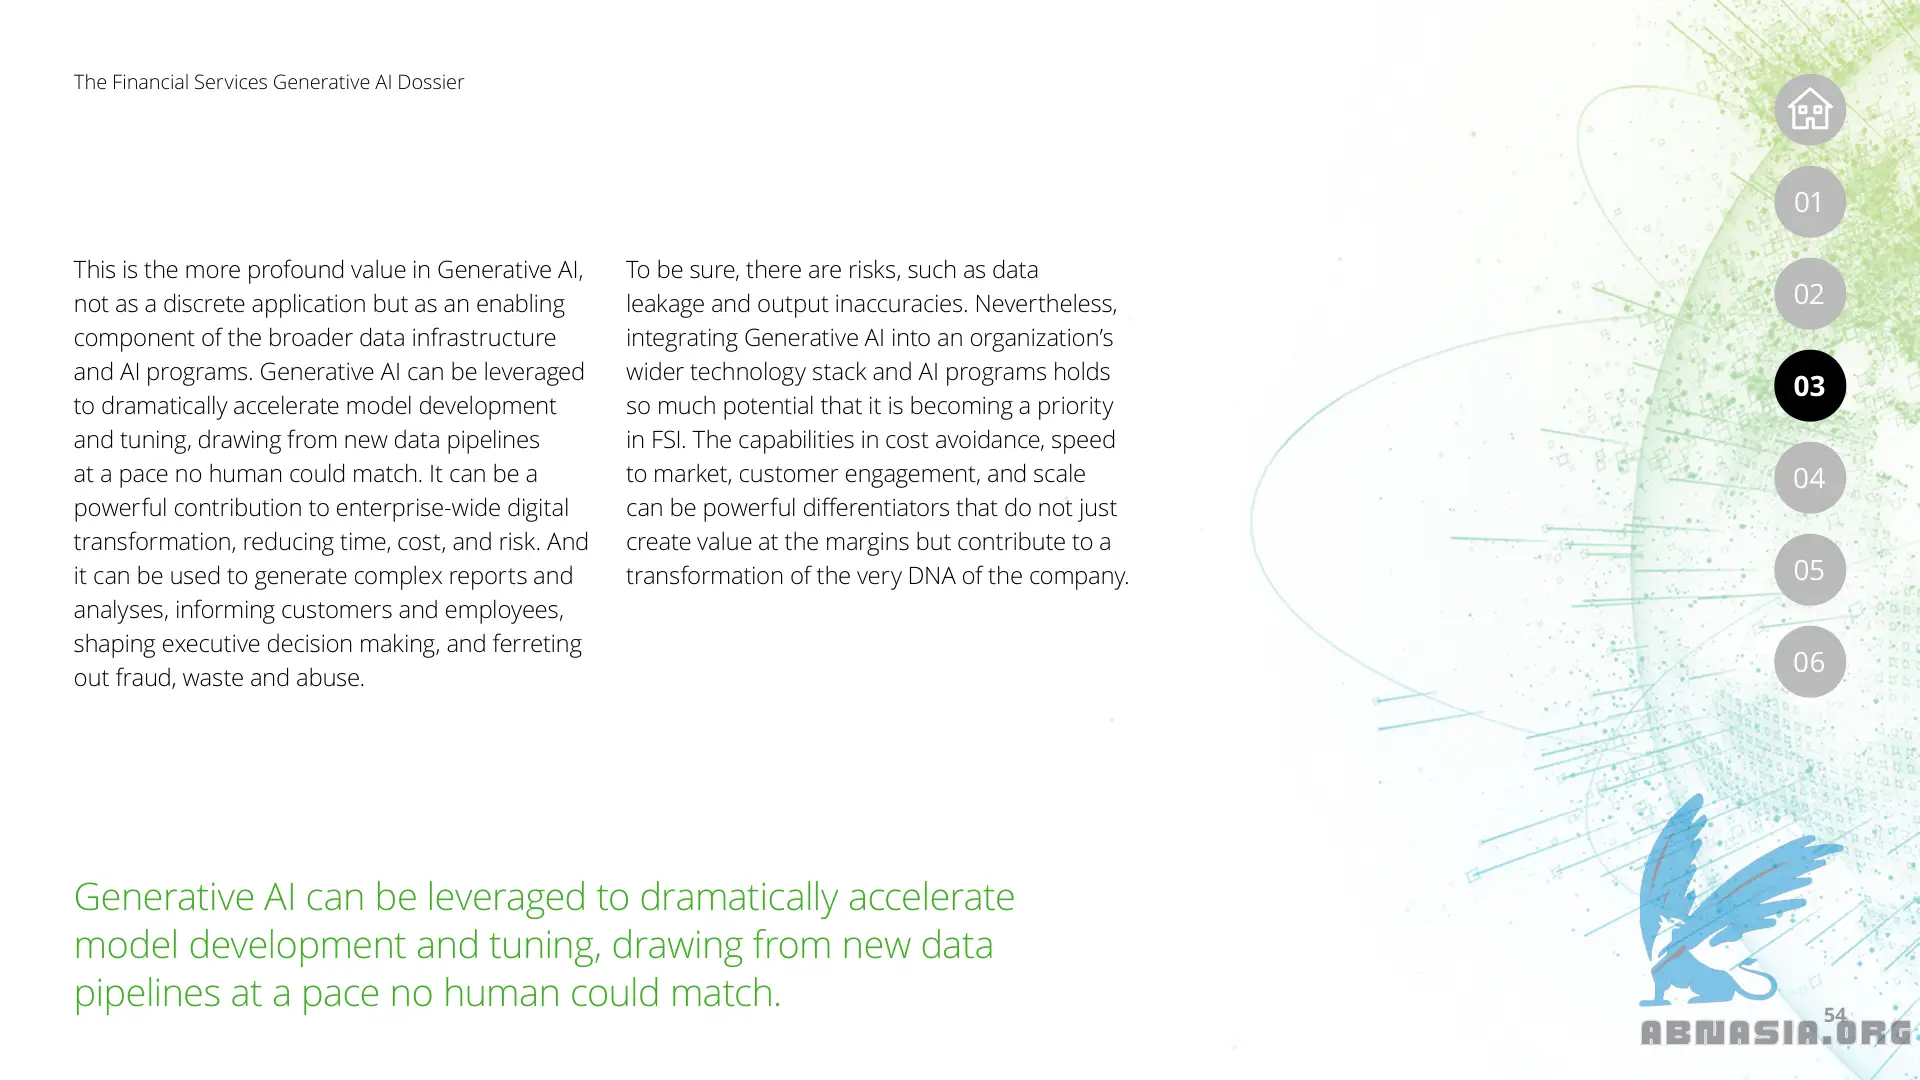 The Financial Services Generative AI Dossier
This is the more profound value in Generative AI,
not as a discrete application but as an enabling
component of the broader data infrastructure
and AI programs. Generative AI can be leveraged
to dramatically accelerate model development
and tuning, drawing from new data pipelines
at a pace no human could match. It can be a
powerful contribution to enterprise-wide digital
transformation, reducing time, cost, and risk. And
it can be used to generate complex reports and
analyses, informing customers and employees,
shaping executive decision making, and ferreting
out fraud, waste and abuse.
To be sure, there are risks, such as data
leakage and output inaccuracies. Nevertheless,
integrating Generative AI into an organization’s
wider technology stack and AI programs holds
so much potential that it is becoming a priority
in FSI. The capabilities in cost avoidance, speed
to market, customer engagement, and scale
can be powerful differentiators that do not just
create value at the margins but contribute to a
transformation of the very DNA of the company.
Generative AI can be leveraged to dramatically accelerate
model development and tuning, drawing from new data
pipelines at a pace no human could match.
01
02
03
04
05
06
54
ABNASIA.ORG